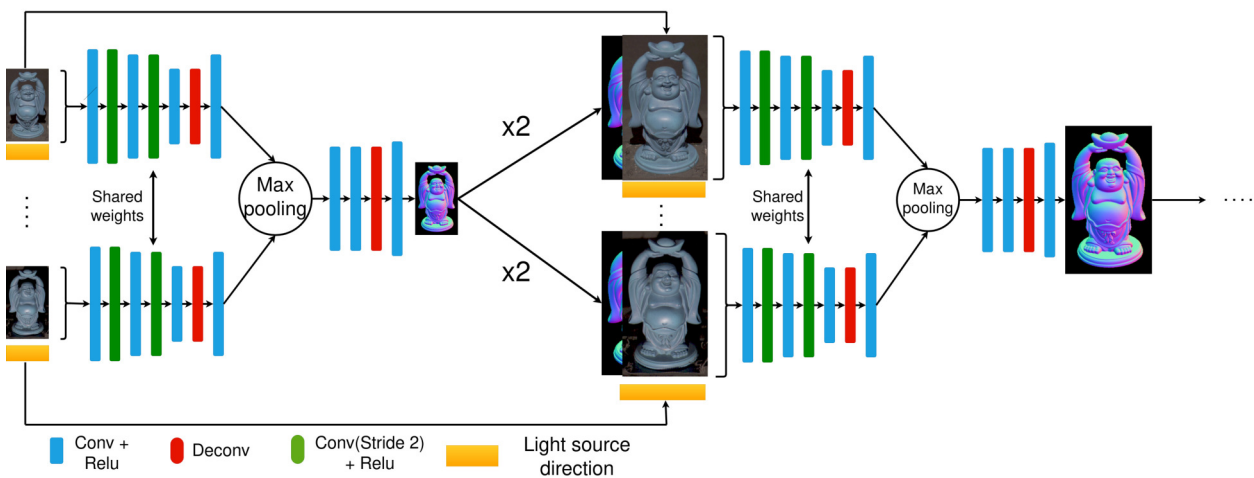 x2
Shared
weights
Max
pooling
Shared
weights
Max
pooling
x2
Conv +
Relu
Deconv
Conv(Stride 2)
+ Relu
Light source
direction